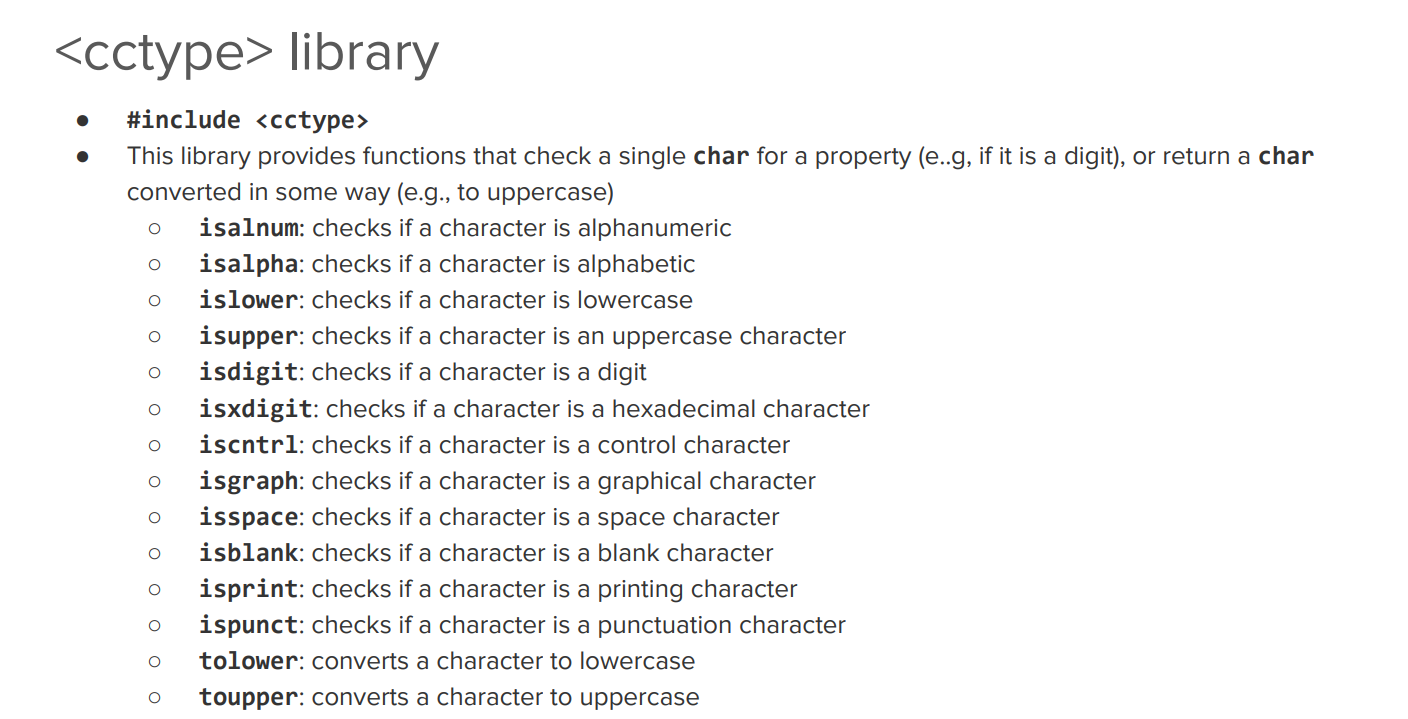 <cctype> library
● #include <cctype>
● This library provides functions that check a single char for a property (e..g, if it is a digit), or return a char
converted in some way (e.g., to uppercase)
○ isalnum: checks if a character is alphanumeric
○ isalpha: checks if a character is alphabetic
○ islower: checks if a character is lowercase
○ isupper: checks if a character is an uppercase character
○ isdigit: checks if a character is a digit
○ isxdigit: checks if a character is a hexadecimal character
○ iscntrl: checks if a character is a control character
○ isgraph: checks if a character is a graphical character
○ isspace: checks if a character is a space character
○ isblank: checks if a character is a blank character
○ isprint: checks if a character is a printing character
○ ispunct: checks if a character is a punctuation character
○ tolower: converts a character to lowercase
○ toupper: converts a character to uppercase